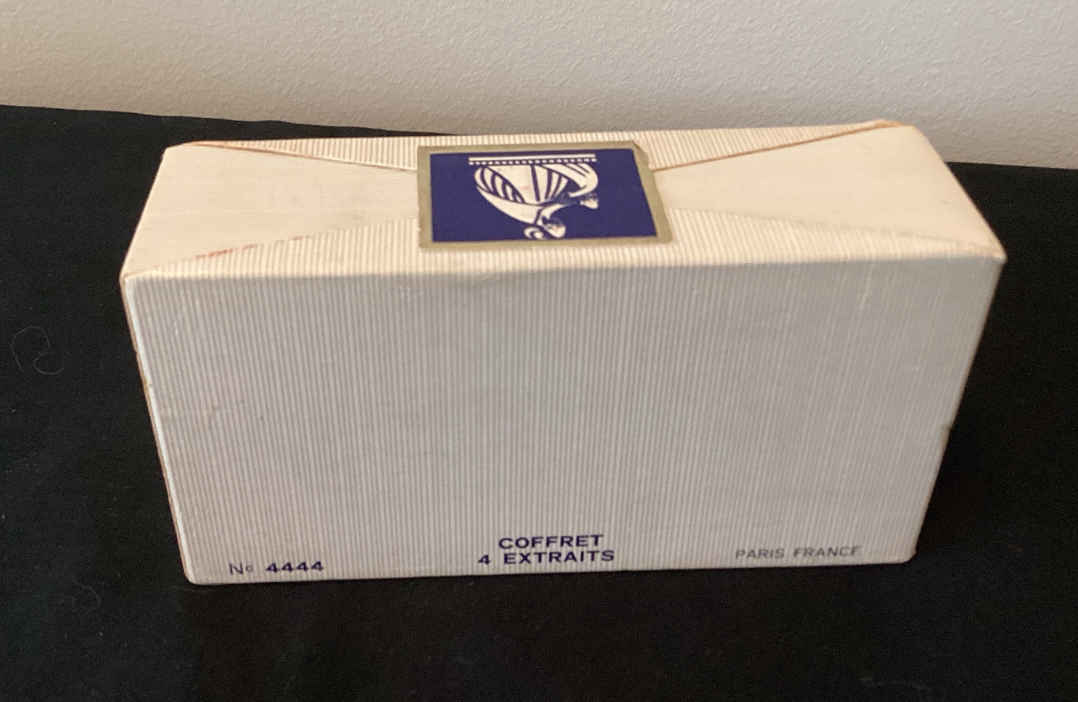 No 4444
COFFRET
4 EXTRAITS
PARIS FRANCE